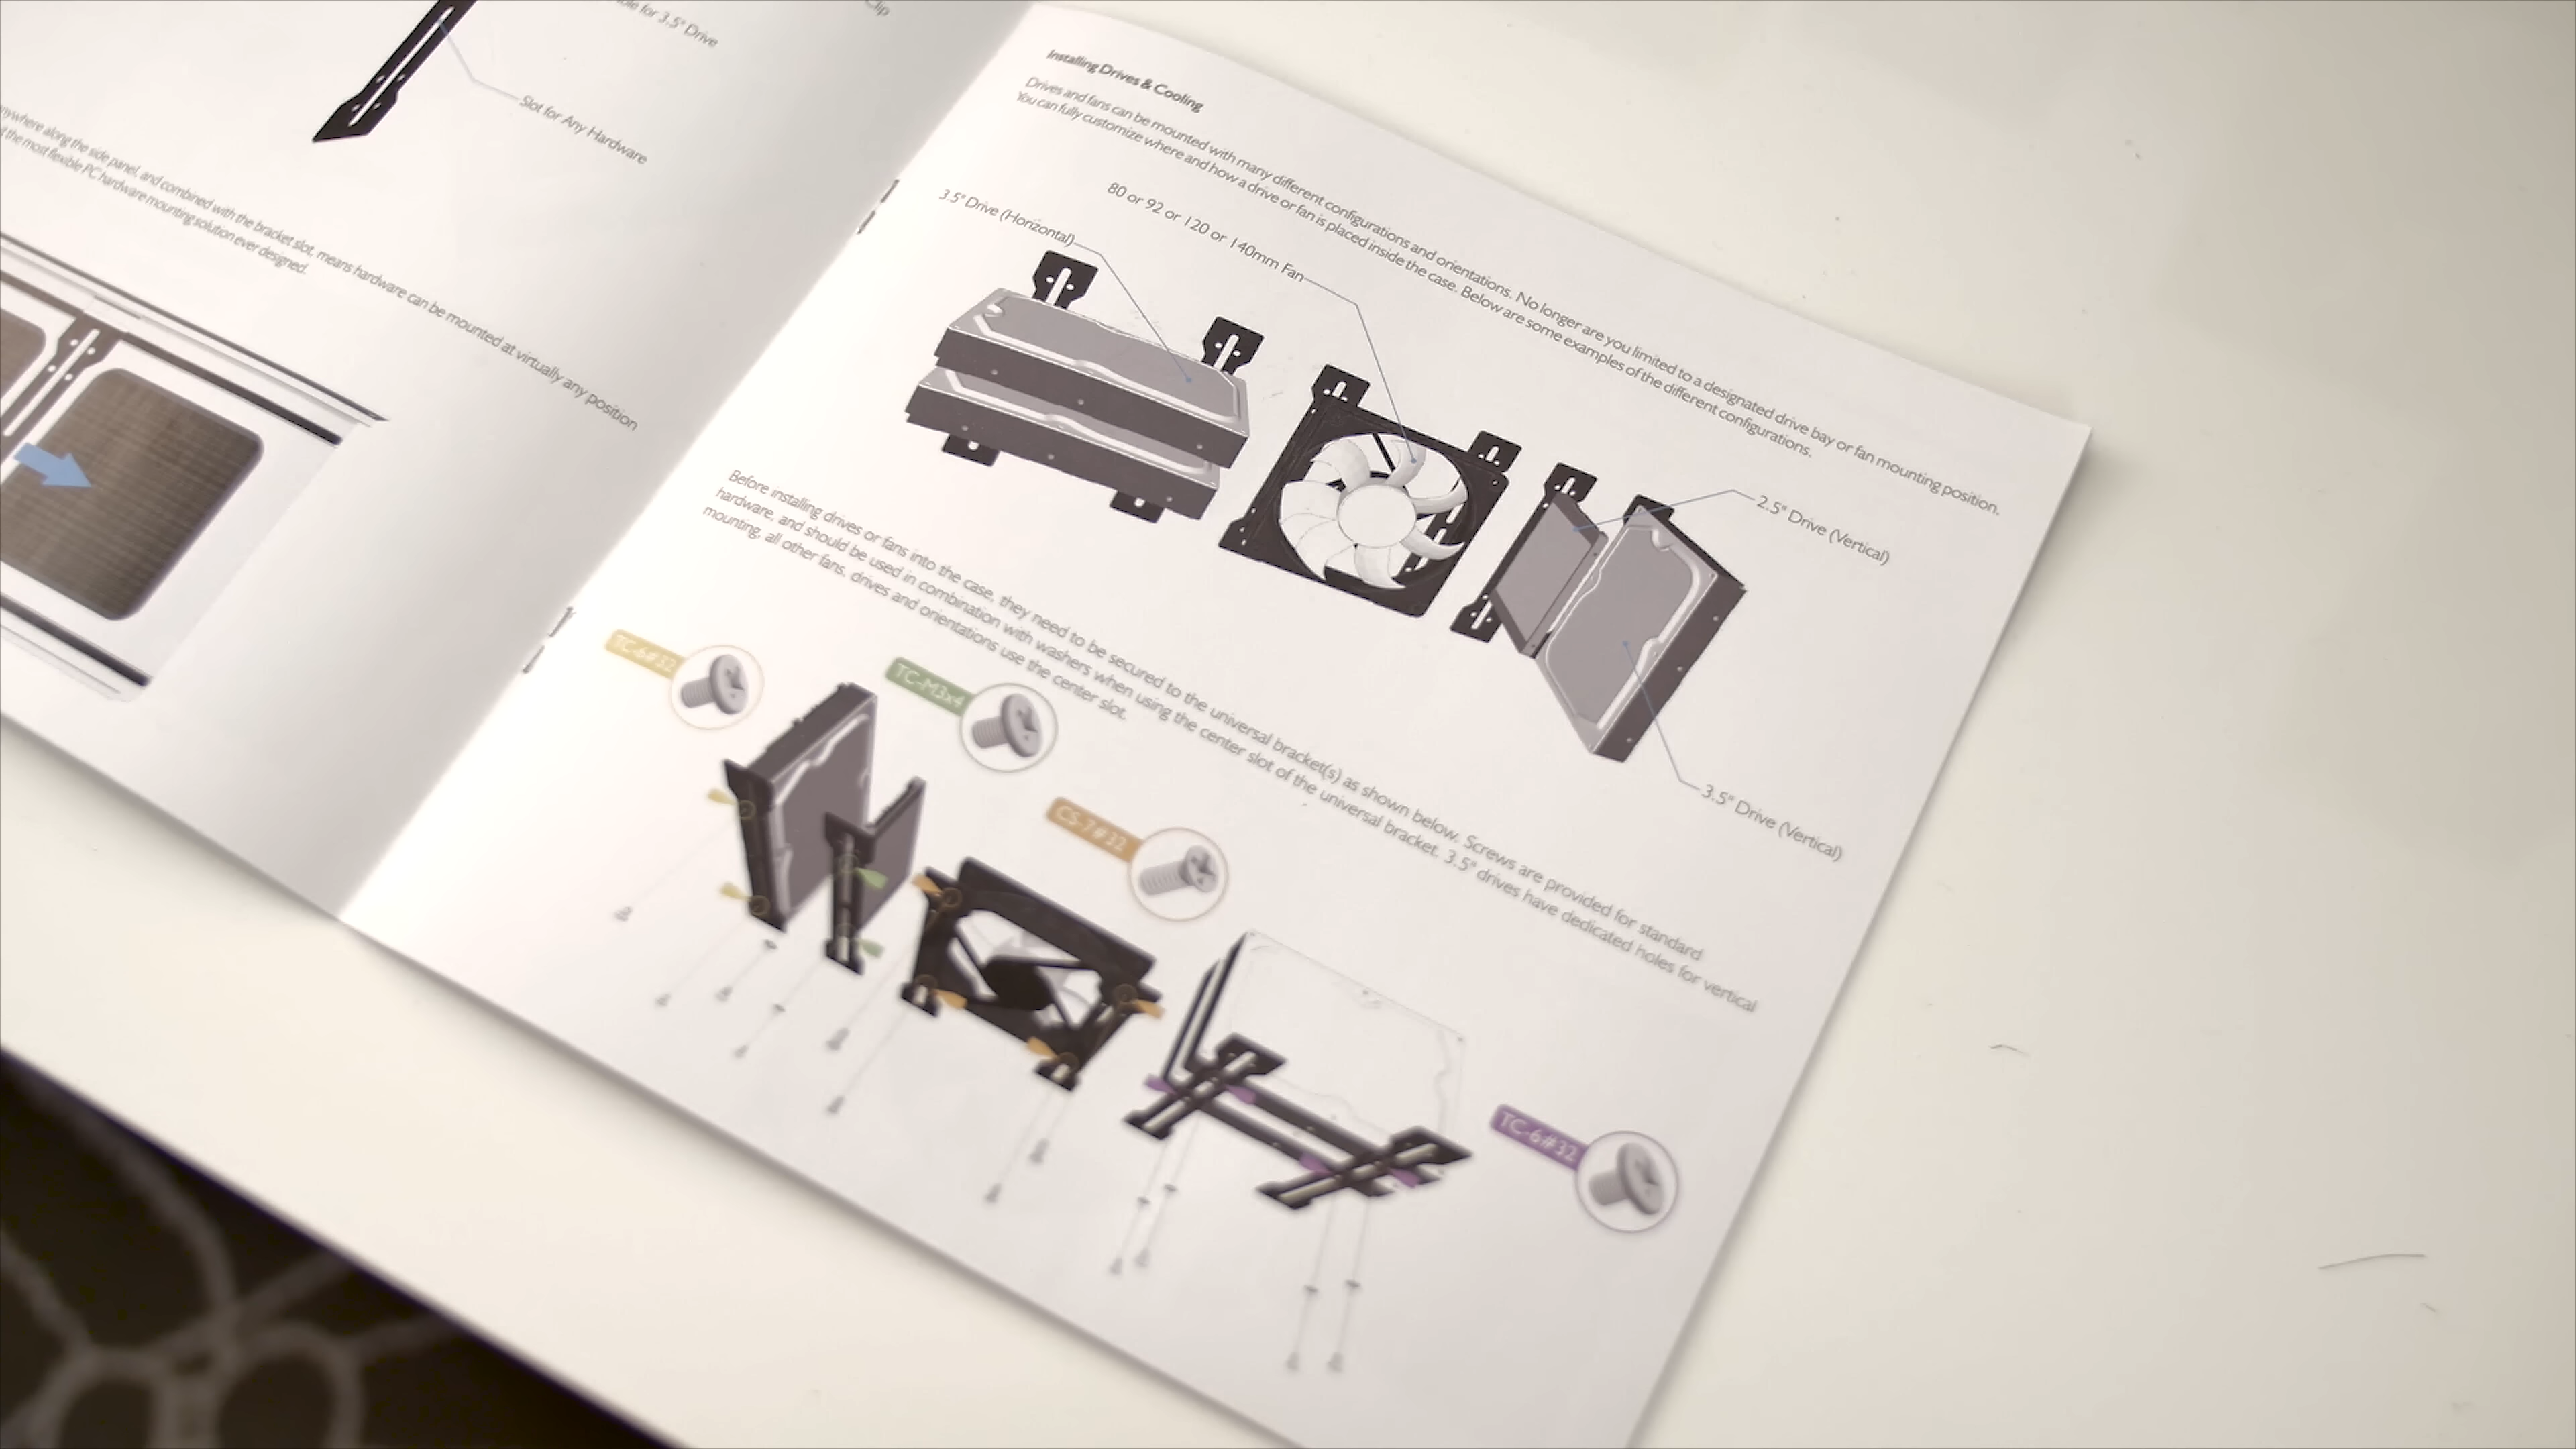 for 3.5" Drive
Clip
Slot for Any Hardware
anywhere along the side panel, and combined with the bracket slot, means hardware can be mounted at virtually any position
the most flexible PC hardware mounting solution ever designed.
Installing Drives & Cooling
Drives and fans can be mounted with many different configurations and orientations. No longer are you limited to a designated drive bay or fan mounting position.
You can fully customize where and how a drive or fan is placed inside the case. Below are some examples of the different configurations.
3.5" Drive (Horizontal)
80 or 92 or 120 or 140mm Fan
2.5" Drive (Vertical)
3.5" Drive (Vertical)
Before installing drives or fans into the case, they need to be secured to the universal bracket(s) as shown below. Screws are provided for standard
hardware, and should be used in combination with washers when using the center slot of the universal bracket. 3.5" drives have dedicated holes for vertical
mounting, all other fans, drives and orientations use the center slot.
TC-6#32
TC-M3x4
CS-7#32
TC-6#32